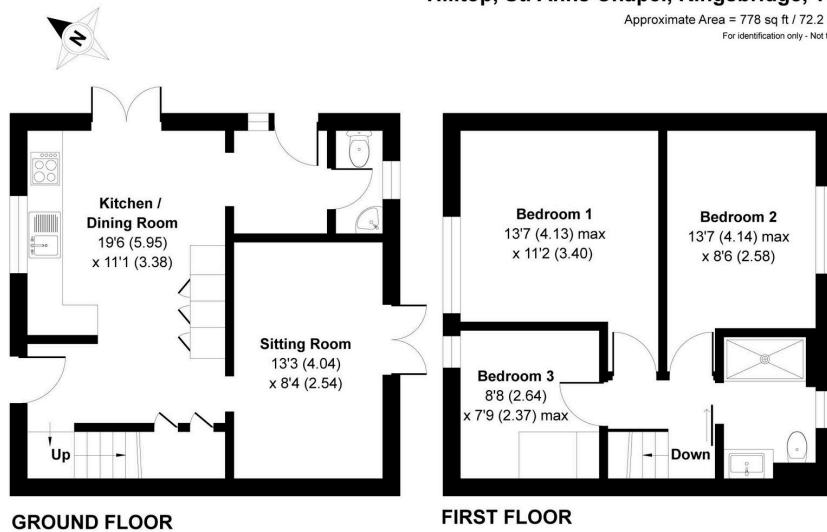 Approximate Area = 778 sq ft / 72.2
For identification only - Not
N
Kitchen /
Dining Room
19'6 (5.95)
x 11'1 (3.38)
Sitting Room
13'3 (4.04)
x 8'4 (2.54)
Up
GROUND FLOOR
Bedroom 1
13'7 (4.13) max
x 11'2 (3.40)
Bedroom 2
13'7 (4.14) max
x 8'6 (2.58)
Bedroom 3
8'8 (2.64)
x 7'9 (2.37) max
Down
FIRST FLOOR